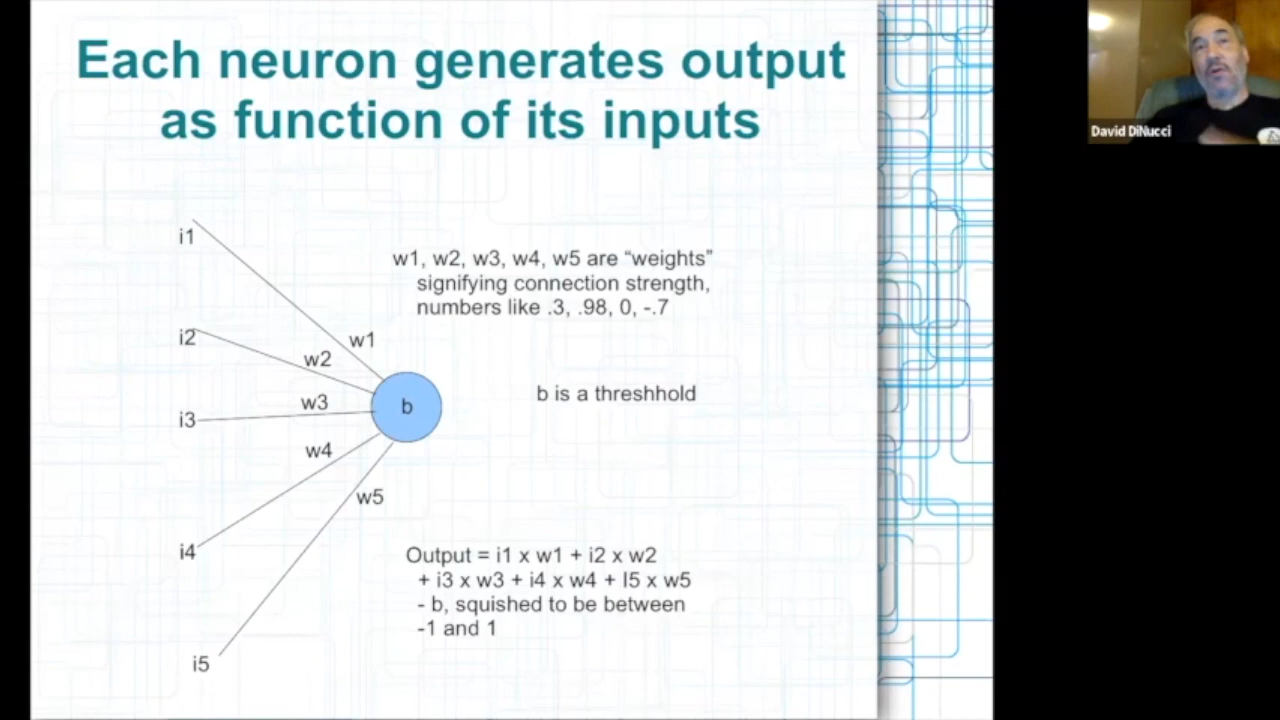 Each neuron generates output
as function of its inputs
David DiNucci
i1
w1, w2, w3, w4, w5 are “weights”
signifying connection strength,
numbers like .3, .98, 0, -.7
i2
w1
w2
b is a threshhold
w3
b
i3
w4
w5
i4
Output = i1 x w1 + i2 x w2
+ i3 x w3 + i4 x w4 + I5 x w5
- b, squished to be between
-1 and 1
i5